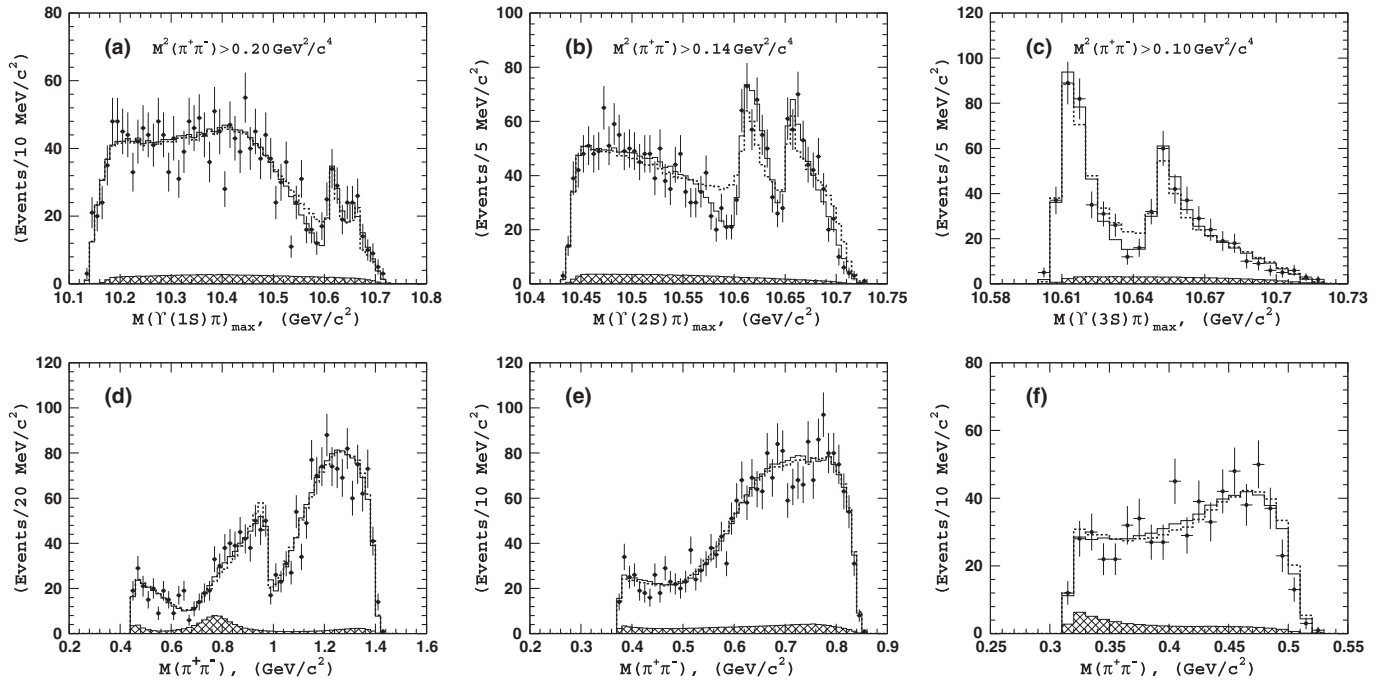 (a) M²(π⁺π⁻)>0.20GeV²/c⁴
(Events/10 MeV/c²)
80
60
40
20
0
10.1 10.2 10.3 10.4 10.5 10.6 10.7 10.8
M(Υ(1S)π)max, (GeV/c²)
(b) M²(π⁺π⁻)>0.14GeV²/c⁴
(Events/5 MeV/c²)
100
80
60
40
20
0
10.4 10.45 10.5 10.55 10.6 10.65 10.7 10.75
M(Υ(2S)π)max, (GeV/c²)
(c) M²(π⁺π⁻)>0.10GeV²/c⁴
(Events/5 MeV/c²)
120
100
80
60
40
20
0
10.58 10.61 10.64 10.67 10.7 10.73
M(Υ(3S)π)max, (GeV/c²)
(d)
(Events/20 MeV/c²)
120
100
80
60
40
20
0
0.2 0.4 0.6 0.8 1 1.2 1.4 1.6
M(π⁺π⁻), (GeV/c²)
(e)
(Events/10 MeV/c²)
120
100
80
60
40
20
0
0.2 0.3 0.4 0.5 0.6 0.7 0.8 0.9
M(π⁺π⁻), (GeV/c²)
(f)
(Events/10 MeV/c²)
80
60
40
20
0
0.25 0.3 0.35 0.4 0.45 0.5 0.55
M(π⁺π⁻), (GeV/c²)